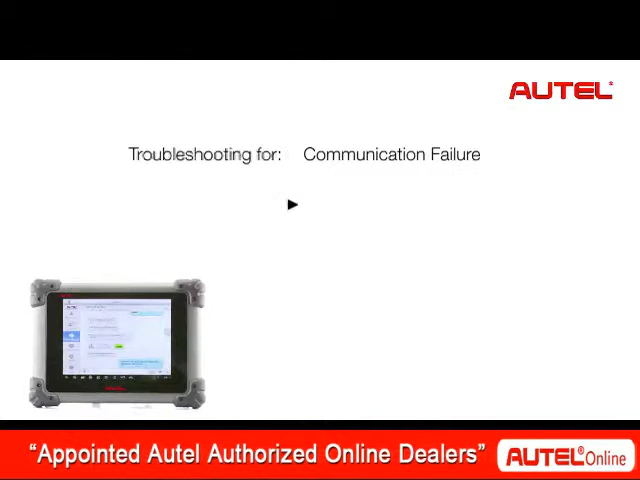 AUTEL®
Troubleshooting for: Communication Failure
“Appointed Autel Authorized Online Dealers”
AUTEL® Online